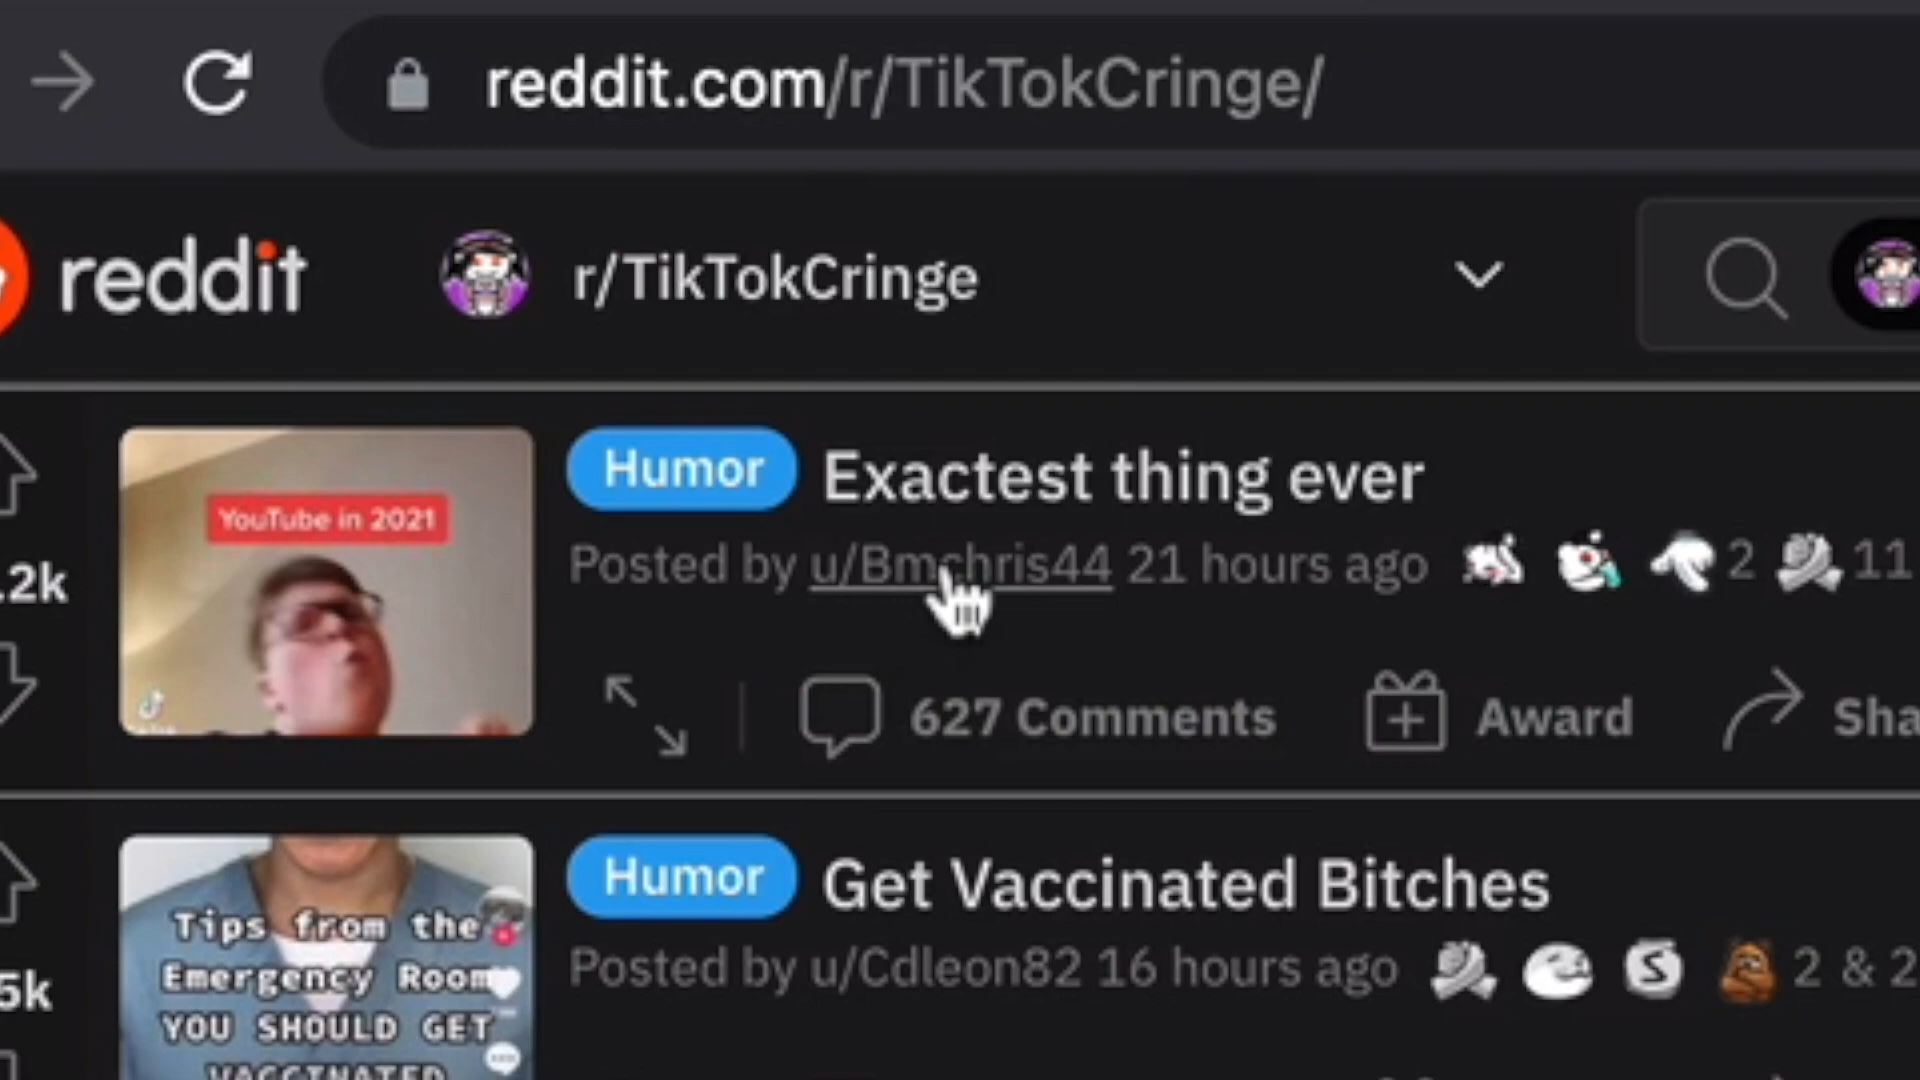 reddit.com/r/TikTokCringe/
reddit
r/TikTokCringe
YouTube in 2021
Humor Exactest thing ever
Posted by u/Bmchris44 21 hours ago 2 11
.2k
627 Comments Award Sha
Humor Get Vaccinated Bitches
Posted by u/Cdleon82 16 hours ago S 2 & 2
5k
Tips from the
Emergency Room
YOU SHOULD GET
VACCINATED